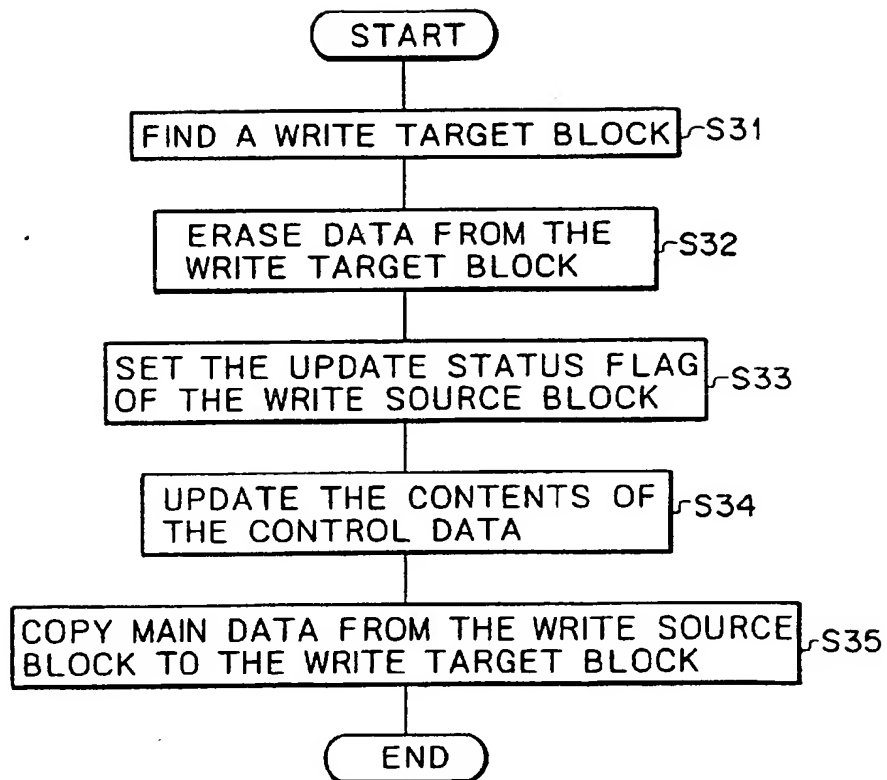 START
FIND A WRITE TARGET BLOCK S31
ERASE DATA FROM THE S32
WRITE TARGET BLOCK
SET THE UPDATE STATUS FLAG S33
OF THE WRITE SOURCE BLOCK
UPDATE THE CONTENTS OF S34
THE CONTROL DATA
COPY MAIN DATA FROM THE WRITE SOURCE S35
BLOCK TO THE WRITE TARGET BLOCK
END